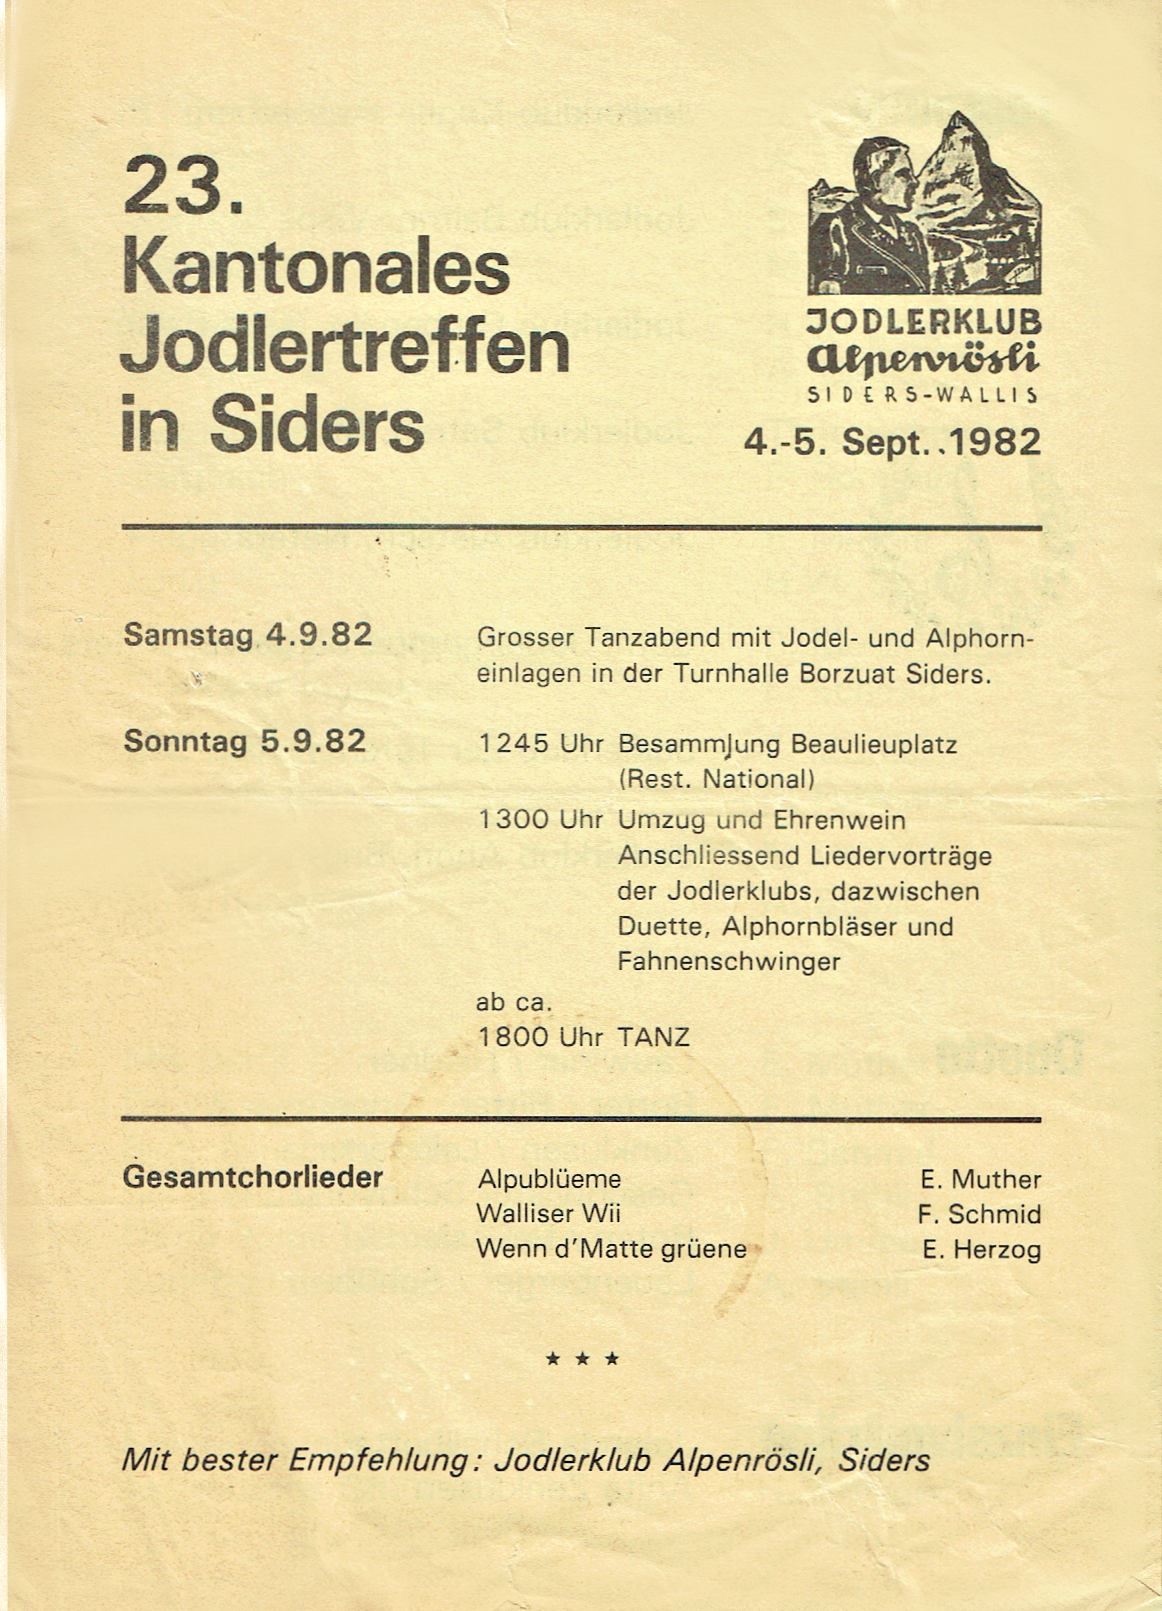 23.
Kantonales
Jodlertreffen
in Siders
JODLERKLUB
Alpenrösli
SIDERS-WALLIS
4.-5. Sept. 1982
Samstag 4.9.82
Grosser Tanzabend mit Jodel- und Alphorn-
einlagen in der Turnhalle Borzuat Siders.
Sonntag 5.9.82
1245 Uhr Besammlung Beaulieuplatz
(Rest. National)
1300 Uhr Umzug und Ehrenwein
Anschliessend Liedervorträge
der Jodlerklubs, dazwischen
Duette, Alphornbläser und
Fahnenschwinger
ab ca.
1800 Uhr TANZ
Gesamtchorlieder
Alpublüeme E. Muther
Walliser Wii F. Schmid
Wenn d'Matte grüene E. Herzog
★ ★ ★
Mit bester Empfehlung: Jodlerklub Alpenrösli, Siders